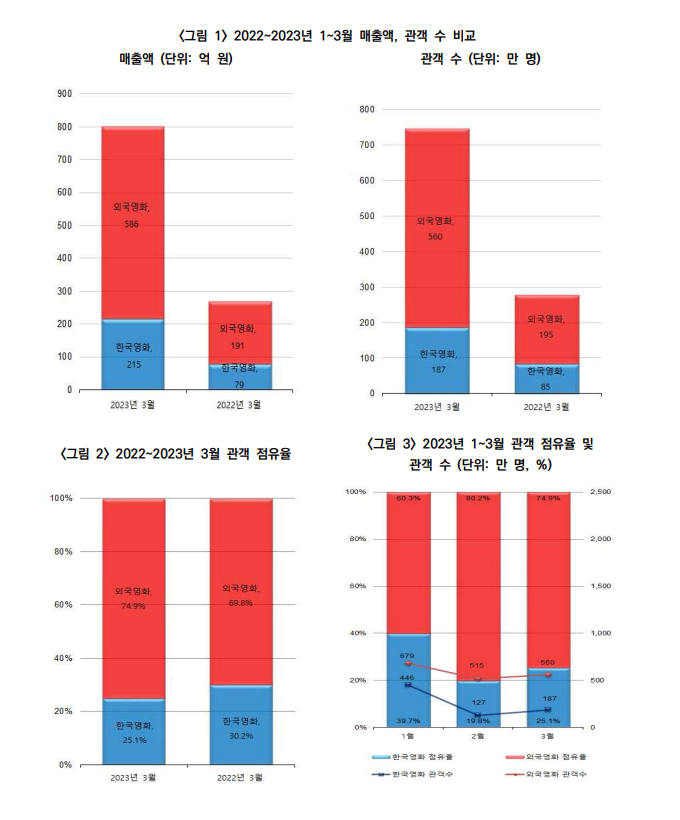 <그림 1> 2022~2023년 1~3월 매출액, 관객 수 비교
매출액 (단위: 억 원)
900
800
700
600
500
400
300
200
100
0
외국영화,
586
한국영화,
215
외국영화,
191
한국영화,
79
2023년 3월
2022년 3월
관객 수 (단위: 만 명)
800
700
600
500
400
300
200
100
0
외국영화,
560
한국영화,
187
외국영화,
195
한국영화,
85
2023년 3월
2022년 3월
<그림 2> 2022~2023년 3월 관객 점유율
100%
80%
60%
40%
20%
0%
외국영화,
74.9%
한국영화,
25.1%
외국영화,
69.8%
한국영화,
30.2%
2023년 3월
2022년 3월
<그림 3> 2023년 1~3월 관객 점유율 및
관객 수 (단위: 만 명, %)
100%
80%
60%
40%
20%
0%
2,500
2,000
1,500
1,000
500
0
60.3%
80.2%
74.9%
679
515
560
446
127
187
39.7%
19.8%
25.1%
1월
2월
3월
한국영화 점유율
외국영화 점유율
한국영화 관객수
외국영화 관객수